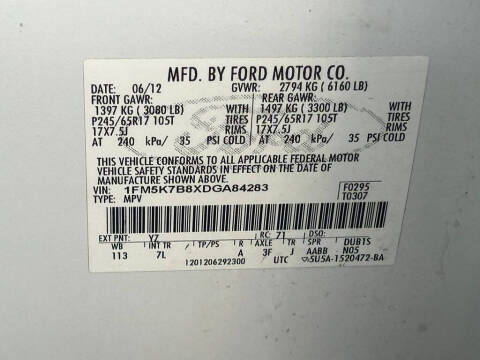 MFD. BY FORD MOTOR CO.
DATE: 06/12 GVWR: 2794 KG ( 6160 LB)
FRONT GAWR: REAR GAWR:
1397 KG ( 3080 LB) 1497 KG ( 3300 LB)
P245/65R17 105T TIRES P245/65R17 105T TIRES
17X7.5J RIMS 17X7.5J RIMS
AT 240 kPa/ 35 PSI COLD AT 240 kPa/ 35 PSI COLD
THIS VEHICLE CONFORMS TO ALL APPLICABLE FEDERAL MOTOR
VEHICLE SAFETY STANDARDS IN EFFECT ON THE DATE OF
MANUFACTURE SHOWN ABOVE.
VIN: 1FM5K7B8XDGA84283 F0295
TYPE: MPV T0307
EXT PNT: YZ RC: 71 DSO:
WB INT TR TP/PS R AXLE TR SPR DUB1S
113 7L A 3F J AABB N05
1201206292300 UTC 5U5A-1520472-BA